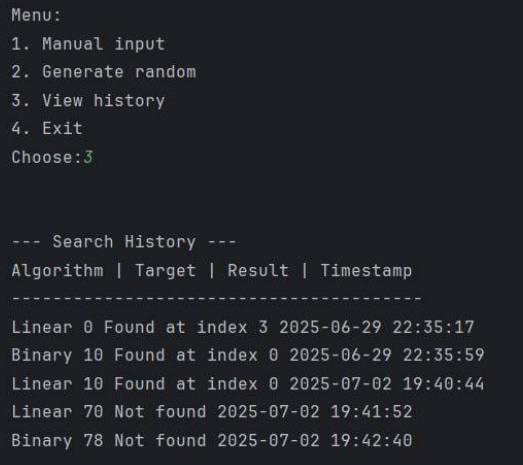 Menu:
1. Manual input
2. Generate random
3. View history
4. Exit
Choose:3
--- Search History ---
Algorithm | Target | Result | Timestamp
----------------------------------------
Linear 0 Found at index 3 2025-06-29 22:35:17
Binary 10 Found at index 0 2025-06-29 22:35:59
Linear 10 Found at index 0 2025-07-02 19:40:44
Linear 70 Not found 2025-07-02 19:41:52
Binary 78 Not found 2025-07-02 19:42:40